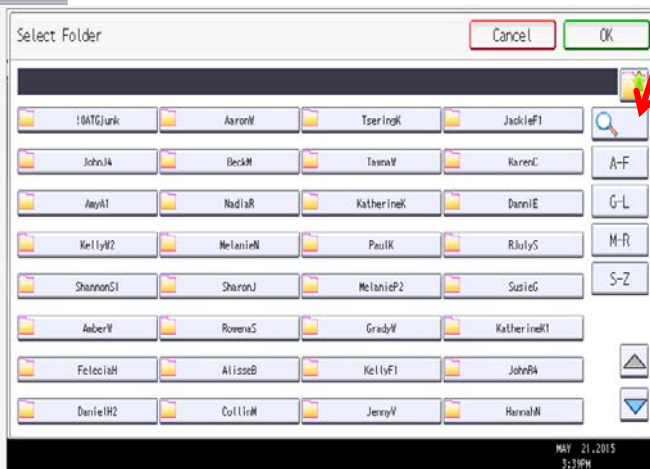 Select Folder Cancel OK
!0ATGJunk AaronW TseringK JackieF1
JohnJ4 BeckM TawnaW KarenC A-F
AmyA1 NadiaR KatherineK DanniE G-L
KellyW2 MelanieN PaulK RJulyS M-R
ShannonS1 SharonJ MelanieP2 SusieG S-Z
AmberV RowenaS GradyW KatherineK1
FeleciaH AlisseB KellyF1 JohnR4
DanielH2 CollinM JennyV HannahN
MAY 21.2015
3:39PM